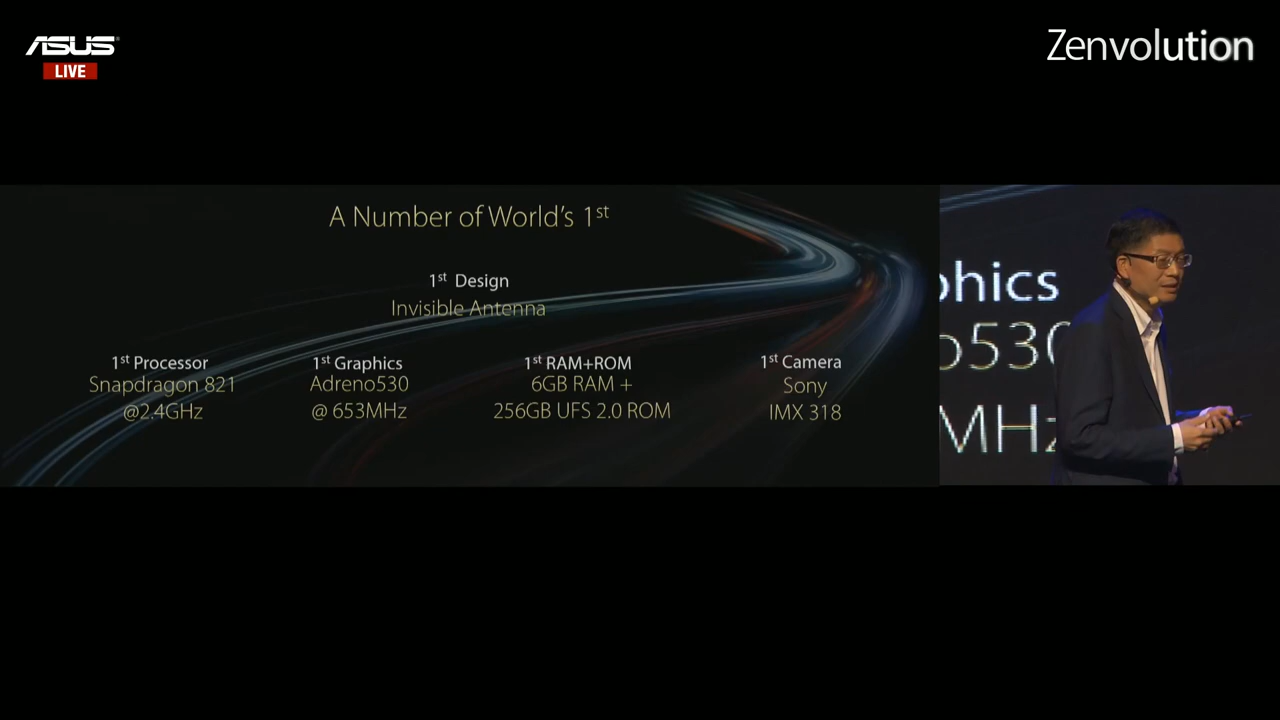 ASUS
LIVE
Zenvolution
A Number of World's 1st
1st Design
Invisible Antenna
1st Processor
Snapdragon 821
@2.4GHz
1st Graphics
Adreno530
@ 653MHz
1st RAM+ROM
6GB RAM +
256GB UFS 2.0 ROM
1st Camera
Sony
IMX 318
phics
o530
MHz